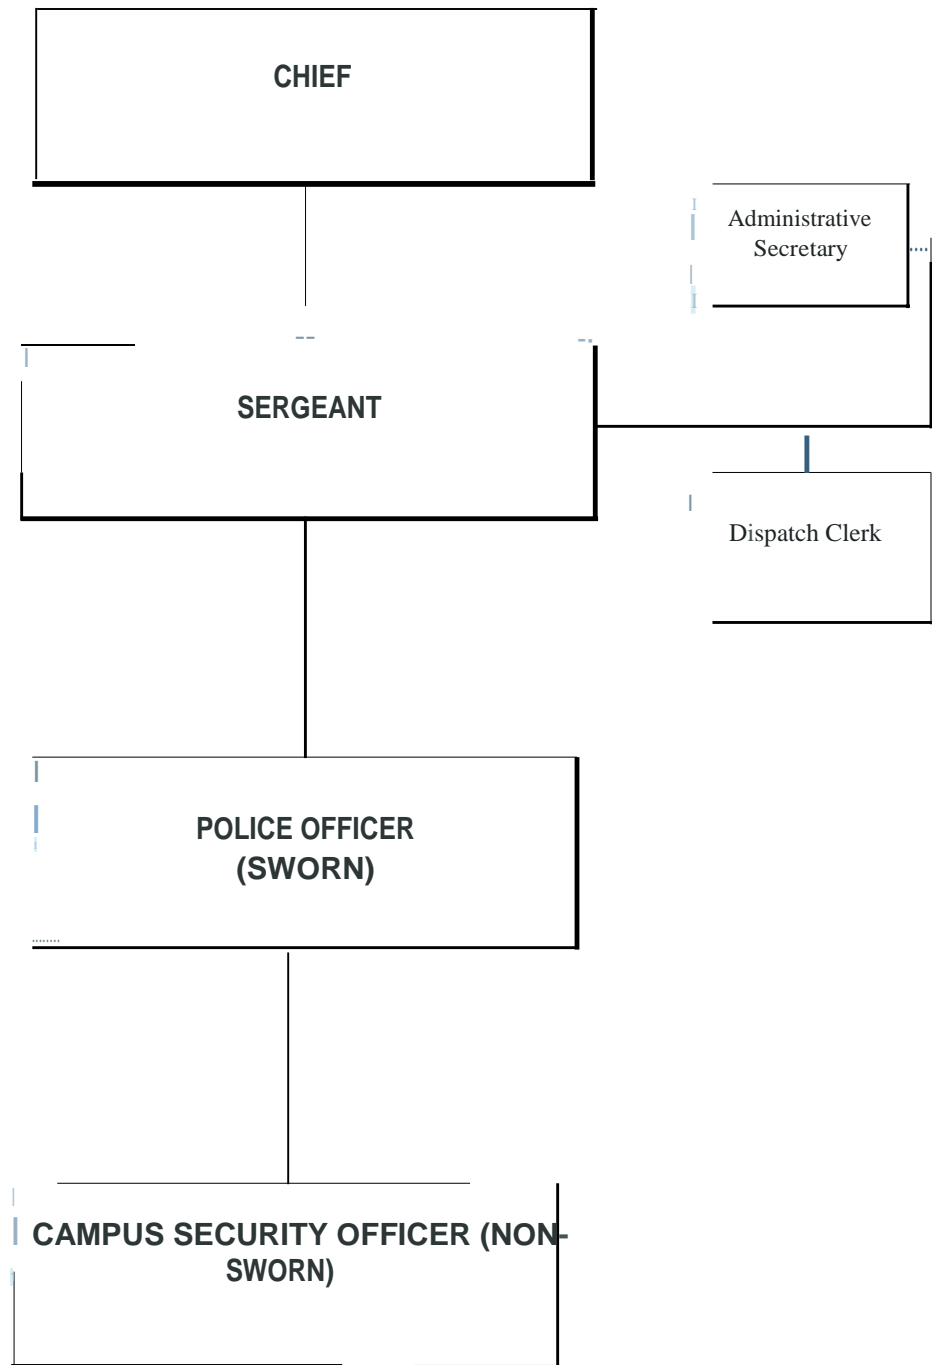 CHIEF
Administrative
Secretary
SERGEANT
Dispatch Clerk
POLICE OFFICER
(SWORN)
CAMPUS SECURITY OFFICER (NON-
SWORN)